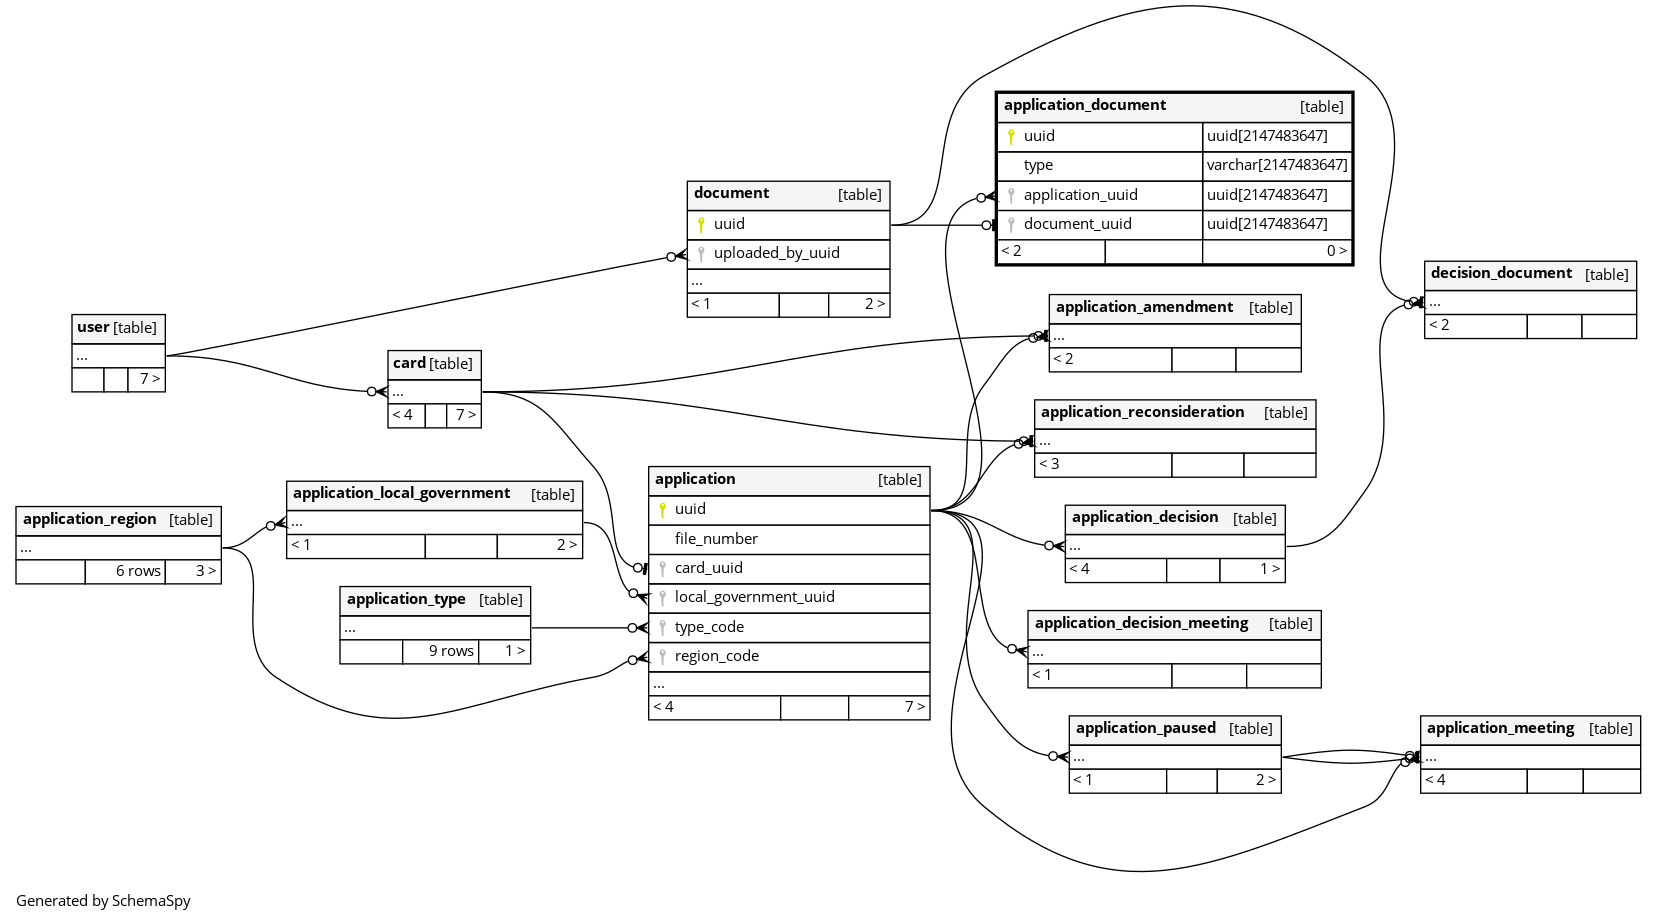 application_document [table]
uuid uuid[2147483647]
type varchar[2147483647]
application_uuid uuid[2147483647]
document_uuid uuid[2147483647]
< 2 0 >
document [table]
uuid
uploaded_by_uuid
...
< 1 2 >
decision_document [table]
...
< 2
application_amendment [table]
...
< 2
user [table]
...
7 >
card [table]
...
< 4 7 >
application_reconsideration [table]
...
< 3
application [table]
uuid
file_number
card_uuid
local_government_uuid
type_code
region_code
...
< 4 7 >
application_local_government [table]
...
< 1 2 >
application_region [table]
...
6 rows 3 >
application_type [table]
...
9 rows 1 >
application_decision [table]
...
< 4 1 >
application_decision_meeting [table]
...
< 1
application_paused [table]
...
< 1 2 >
application_meeting [table]
...
< 4
Generated by SchemaSpy